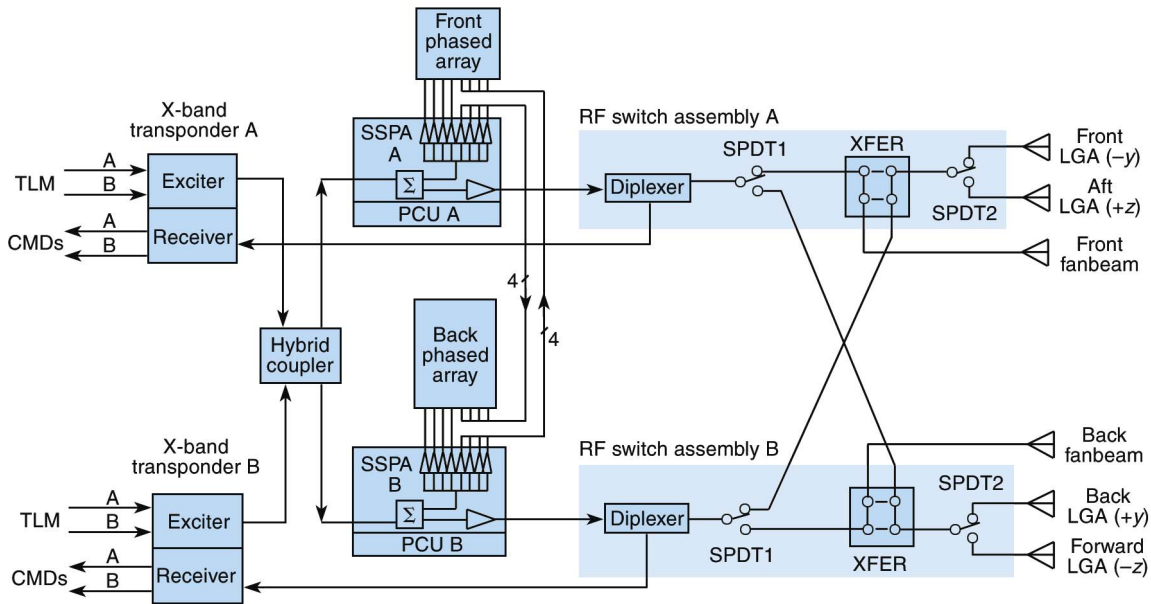 Front
phased
array
X-band
transponder A
TLM
A
B
Exciter
CMDs
A
B
Receiver
SSPA
A
Σ
PCU A
RF switch assembly A
Diplexer
SPDT1
XFER
SPDT2
Front
LGA (–y)
Aft
LGA (+z)
Front
fanbeam
4
4
Hybrid
coupler
Back
phased
array
X-band
transponder B
TLM
A
B
Exciter
CMDs
A
B
Receiver
SSPA
B
Σ
PCU B
RF switch assembly B
Diplexer
SPDT1
XFER
SPDT2
Back
fanbeam
Back
LGA (+y)
Forward
LGA (–z)